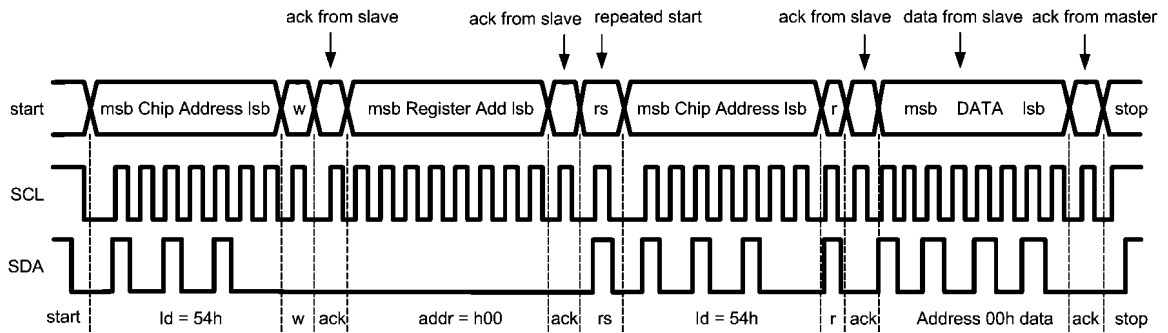 ack from slave
ack from slave
repeated start
ack from slave
data from slave
ack from master
start
msb Chip Address lsb
w
msb Register Add lsb
rs
msb Chip Address lsb
r
msb DATA lsb
stop
SCL
SDA
start
Id = 54h
w
ack
addr = h00
ack
rs
Id = 54h
r
ack
Address 00h data
ack
stop